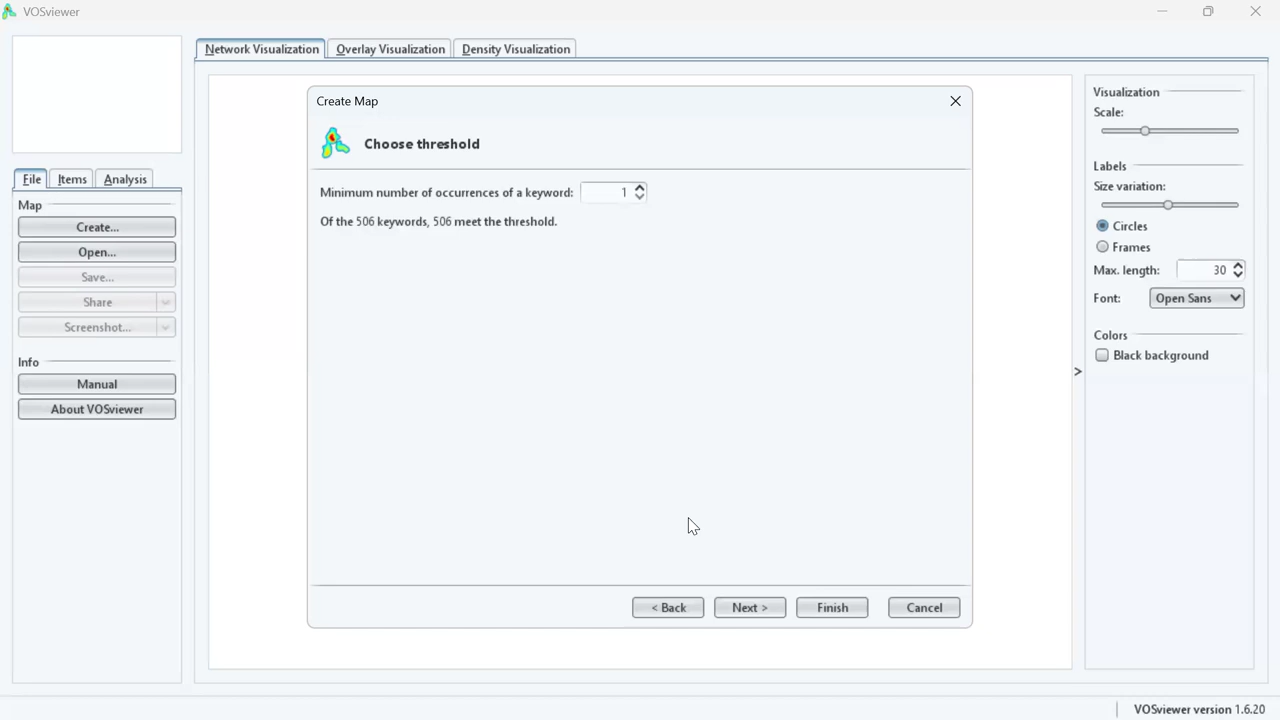 VOSviewer
Network Visualization
Overlay Visualization
Density Visualization
File
Items
Analysis
Map
Create...
Open...
Save...
Share
Screenshot...
Info
Manual
About VOSviewer
Create Map
Choose threshold
Minimum number of occurrences of a keyword: 1
Of the 506 keywords, 506 meet the threshold.
< Back
Next >
Finish
Cancel
>
Visualization
Scale:
Labels
Size variation:
Circles
Frames
Max. length: 30
Font: Open Sans
Colors
Black background
VOSviewer version 1.6.20